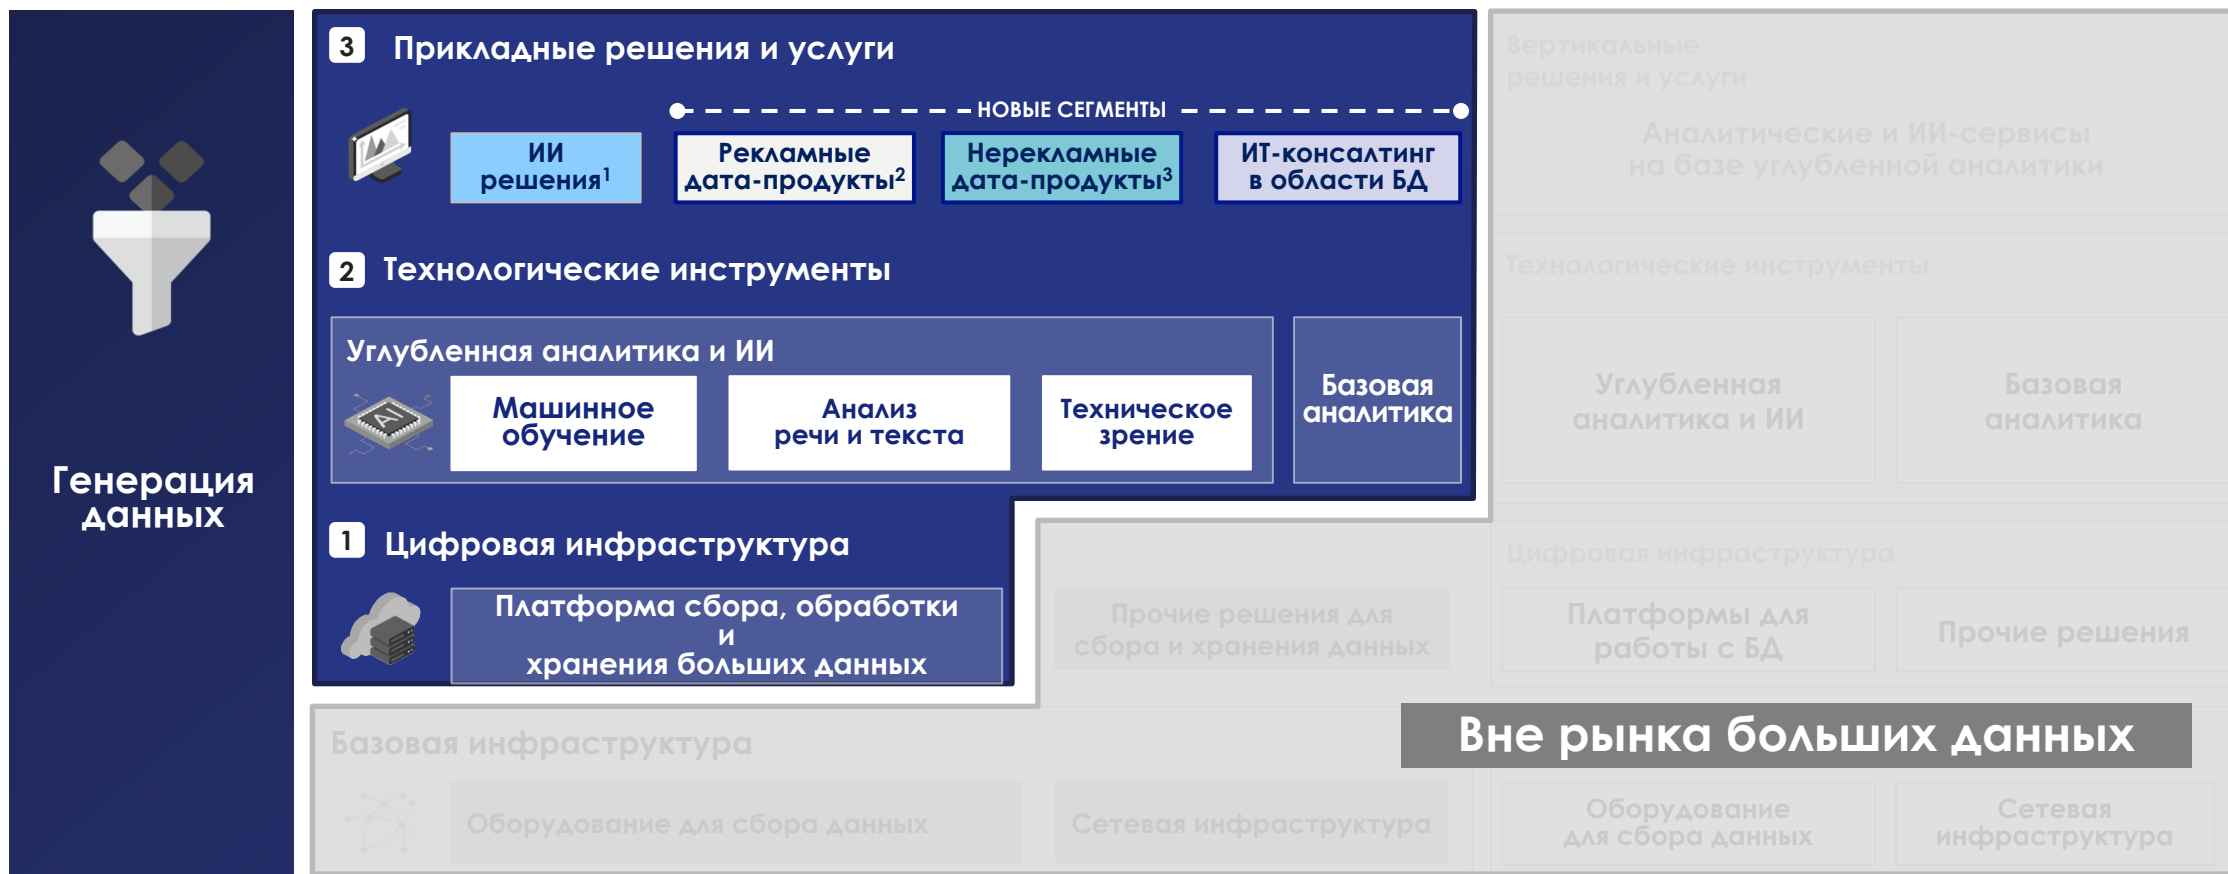 Генерация
данных
3 Прикладные решения и услуги
НОВЫЕ СЕГМЕНТЫ
ИИ
решения¹
Рекламные
дата-продукты²
Нерекламные
дата-продукты³
ИТ-консалтинг
в области БД
2 Технологические инструменты
Углубленная аналитика и ИИ
AI
Машинное
обучение
Анализ
речи и текста
Техническое
зрение
Базовая
аналитика
1 Цифровая инфраструктура
Платформа сбора, обработки
и
хранения больших данных
Прочие решения для
сбора и хранения данных
Базовая инфраструктура
Оборудование для сбора данных
Сетевая инфраструктура
Вертикальные
решения и услуги
Аналитические и ИИ-сервисы
на базе углубленной аналитики
Технологические инструменты
Углубленная
аналитика и ИИ
Базовая
аналитика
Цифровая инфраструктура
Платформы для
работы с БД
Прочие решения
Вне рынка больших данных
Оборудование
для сбора данных
Сетевая
инфраструктура